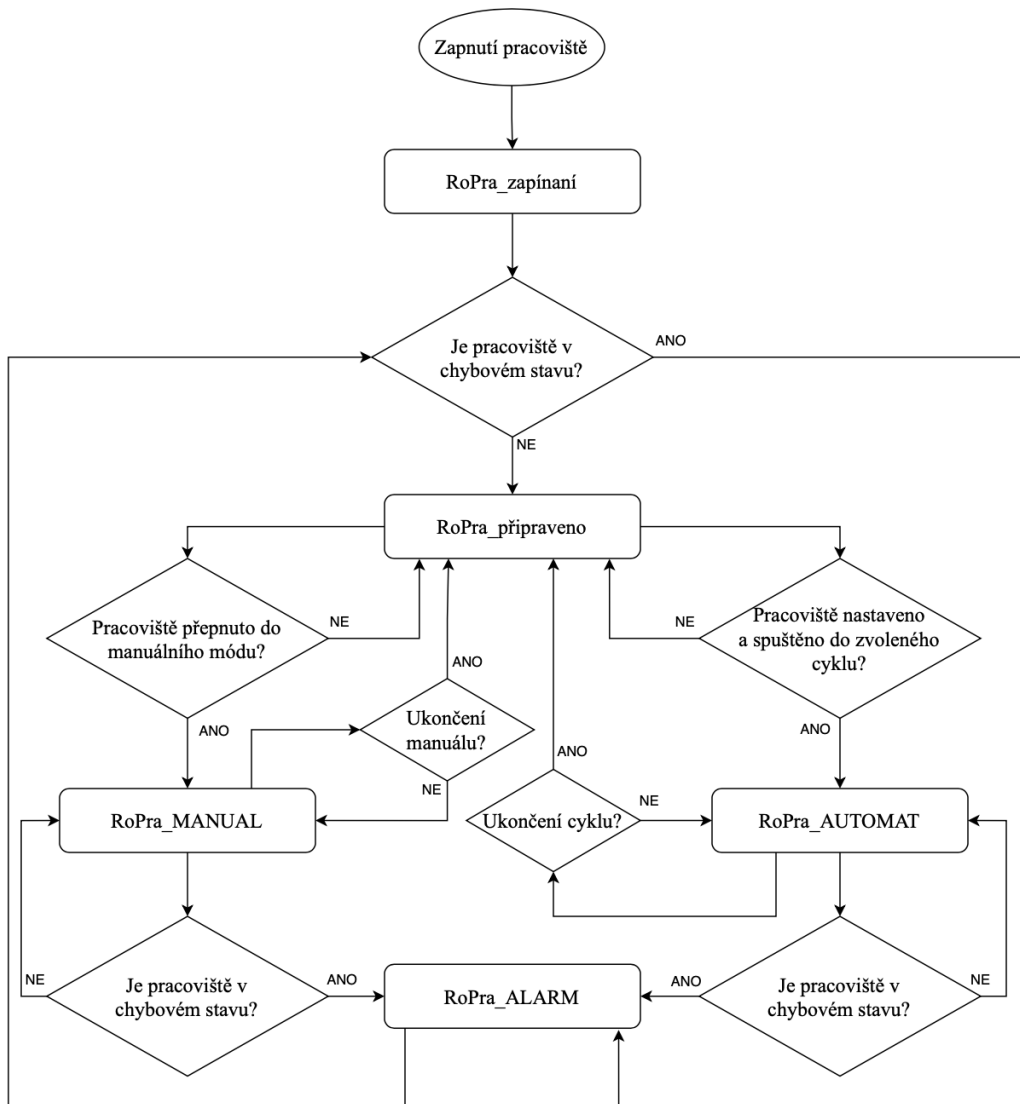 Zapnutí pracoviště
RoPra_zapínaní
Je pracoviště v
chybovém stavu?
ANO
NE
RoPra_připraveno
Pracoviště přepnuto do
manuálního módu?
NE
NE
Pracoviště nastaveno
a spuštěno do zvoleného
cyklu?
ANO
Ukončení
manuálu?
ANO
NE
ANO
ANO
RoPra_MANUAL
Ukončení cyklu?
NE
RoPra_AUTOMAT
NE
Je pracoviště v
chybovém stavu?
ANO
RoPra_ALARM
ANO
Je pracoviště v
chybovém stavu?
NE